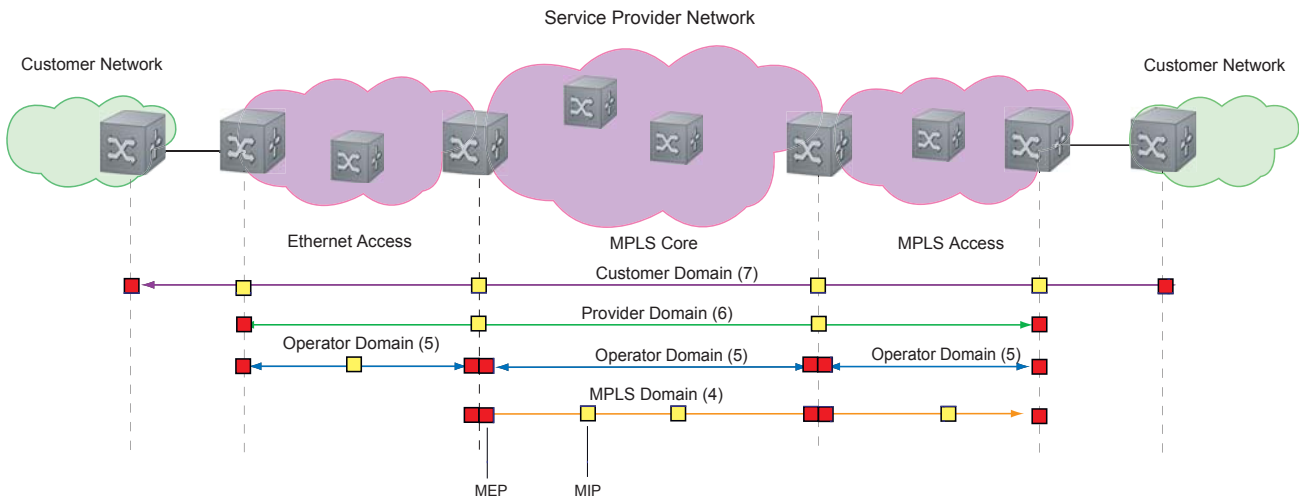 Service Provider Network
Customer Network
Customer Network
Ethernet Access
MPLS Core
MPLS Access
Customer Domain (7)
Provider Domain (6)
Operator Domain (5)
Operator Domain (5)
Operator Domain (5)
MPLS Domain (4)
MEP
MIP